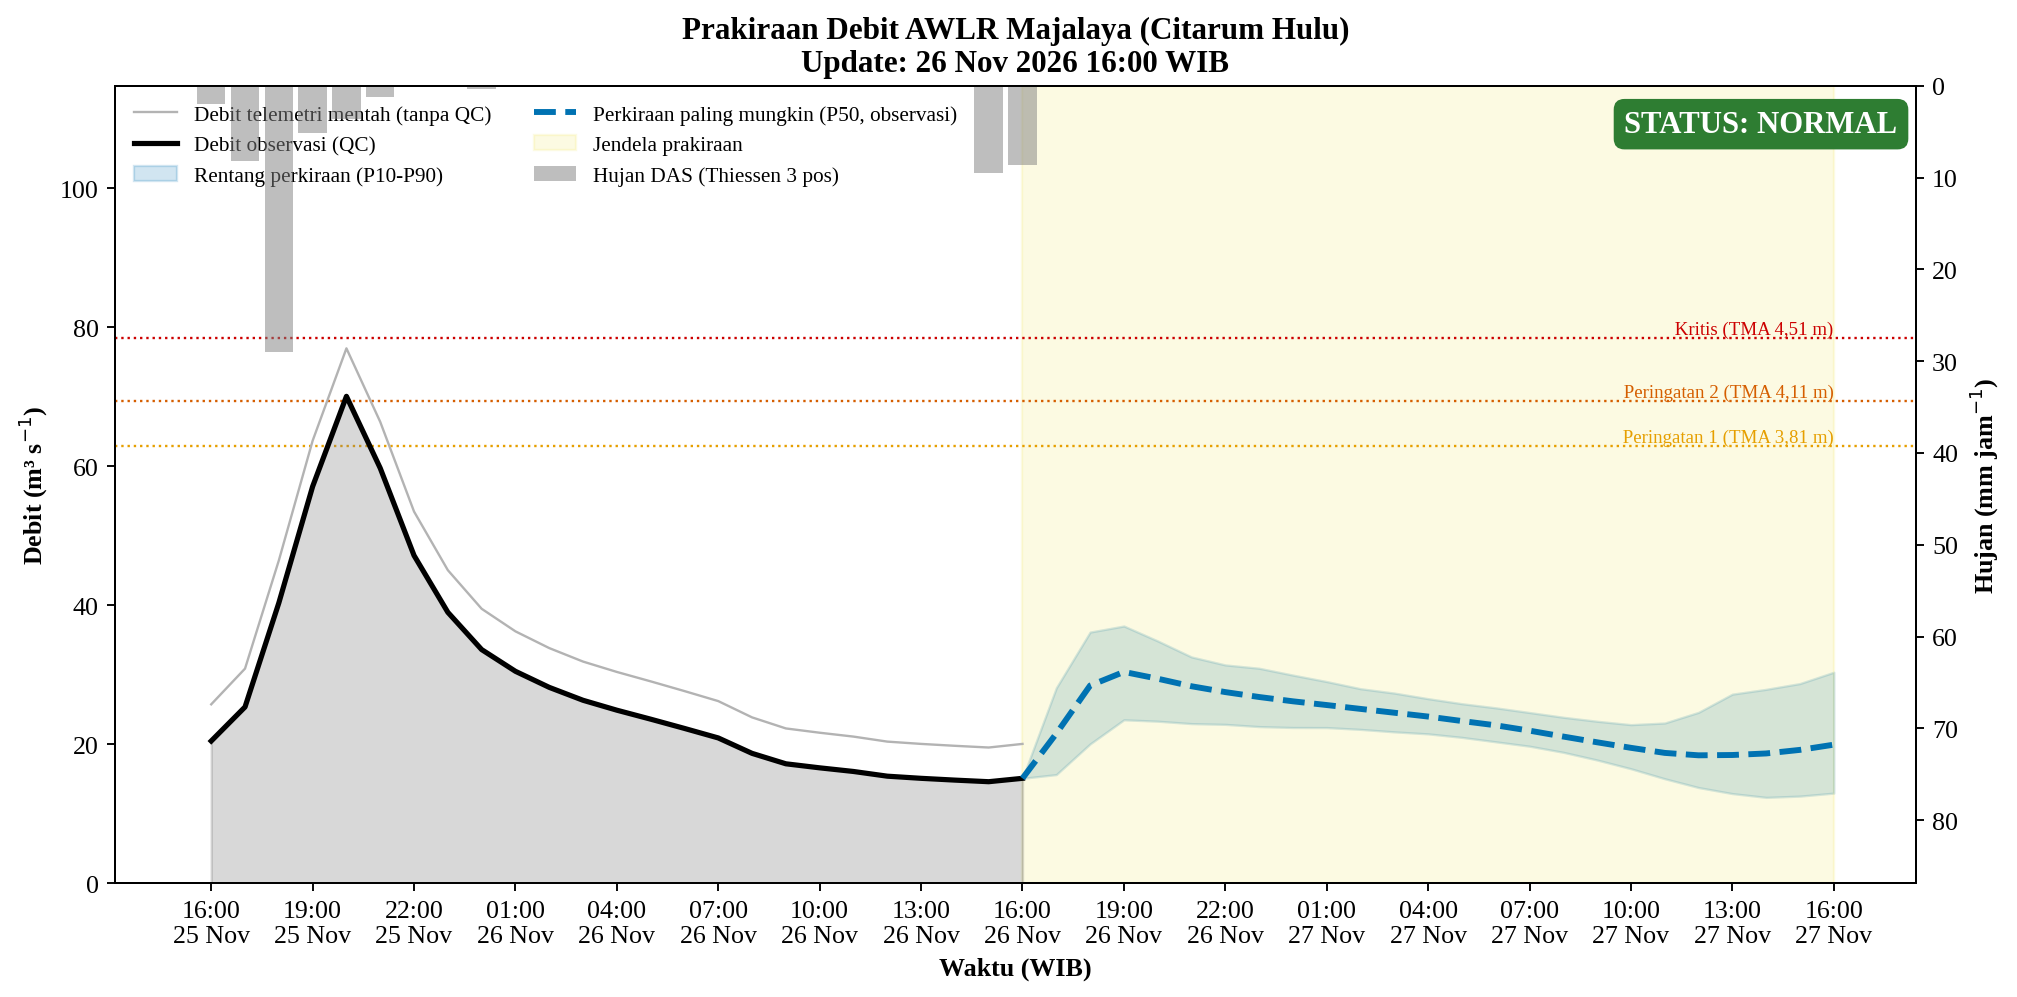 Prakiraan Debit AWLR Majalaya (Citarum Hulu)
Update: 26 Nov 2026 16:00 WIB
Debit telemetri mentah (tanpa QC)
Debit observasi (QC)
Rentang perkiraan (P10-P90)
Perkiraan paling mungkin (P50, observasi)
Jendela prakiraan
Hujan DAS (Thiessen 3 pos)
STATUS: NORMAL
Kritis (TMA 4,51 m)
Peringatan 2 (TMA 4,11 m)
Peringatan 1 (TMA 3,81 m)
Debit (m³ s⁻¹)
100
80
60
40
20
0
Hujan (mm jam⁻¹)
0
10
20
30
40
50
60
70
80
16:00 19:00 22:00 01:00 04:00 07:00 10:00 13:00 16:00 19:00 22:00 01:00 04:00 07:00 10:00 13:00 16:00
25 Nov 25 Nov 25 Nov 26 Nov 26 Nov 26 Nov 26 Nov 26 Nov 26 Nov 26 Nov 26 Nov 27 Nov 27 Nov 27 Nov 27 Nov 27 Nov 27 Nov
Waktu (WIB)